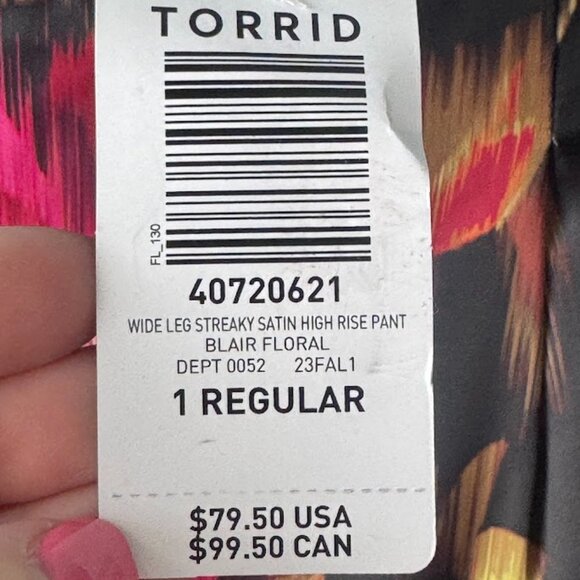 TORRID
FL_130
40720621
WIDE LEG STREAKY SATIN HIGH RISE PANT
BLAIR FLORAL
DEPT 0052 23FAL1
1 REGULAR
$79.50 USA
$99.50 CAN